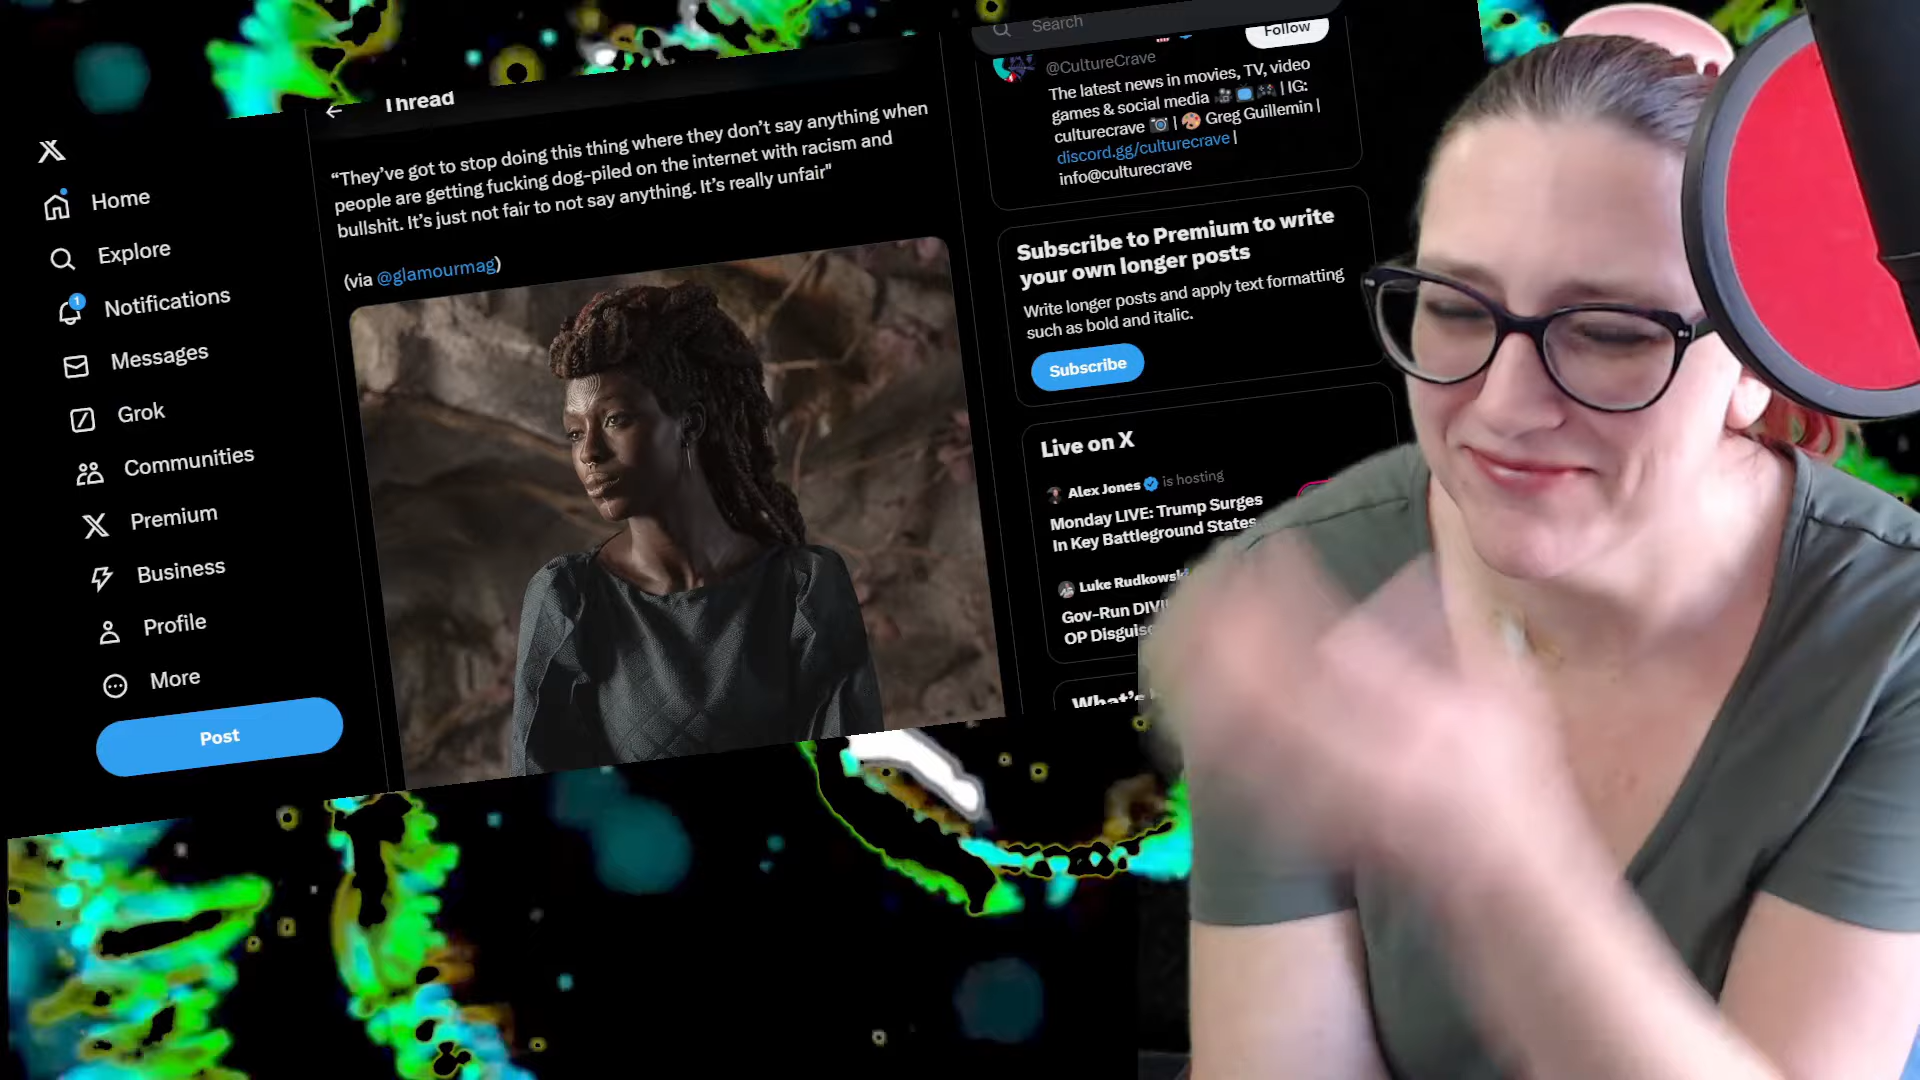 Thread
“They’ve got to stop doing this thing where they don’t say anything when
people are getting fucking dog-piled on the internet with racism and
bullshit. It’s just not fair to not say anything. It’s really unfair"
(via @glamourmag)
Home
Explore
Notifications
1
Messages
Grok
Communities
Premium
Business
Profile
More
Post
Search
Follow
@CultureCrave
The latest news in movies, TV, video
games & social media | IG:
culturecrave | Greg Guillemin |
discord.gg/culturecrave |
info@culturecrave
Subscribe to Premium to write
your own longer posts
Write longer posts and apply text formatting
such as bold and italic.
Subscribe
Live on X
Alex Jones is hosting
Monday LIVE: Trump Surges
In Key Battleground States...
Luke Rudkowski
Gov-Run
OP
What's